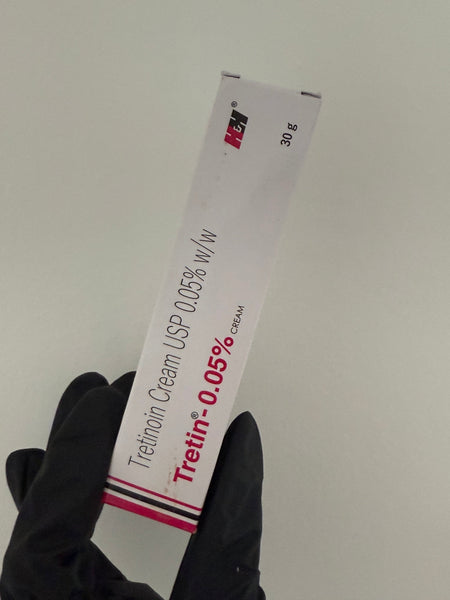 H&H®
30 g
Tretinoin Cream USP 0.05% w/w
Tretin®-0.05% CREAM